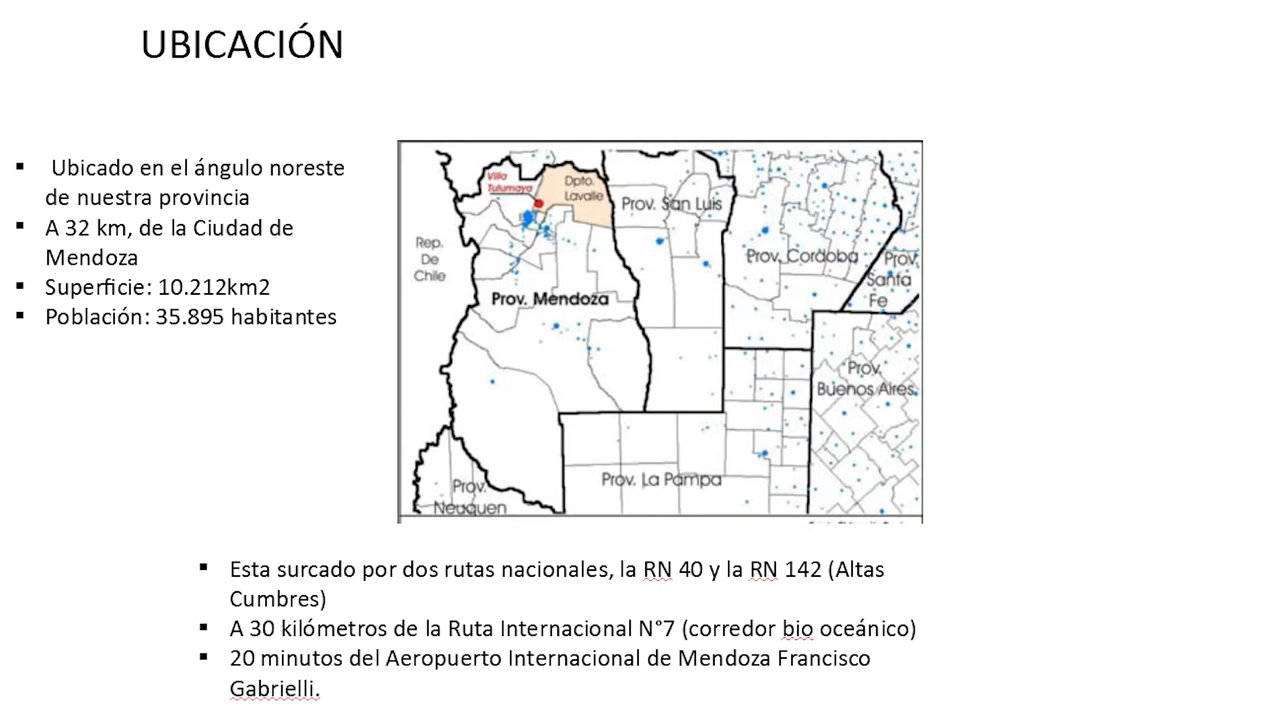 UBICACIÓN
▪ Ubicado en el ángulo noreste
de nuestra provincia
▪ A 32 km, de la Ciudad de
Mendoza
▪ Superficie: 10.212km2
▪ Población: 35.895 habitantes
Villa
Tulumaya
Dpto.
Lavalle
Prov. San Luis
Rep.
De
Chile
Prov. Cordoba
Prov.
Santa
Fe
Prov. Mendoza
Prov.
Buenos Aires
Prov. La Pampa
Prov.
Neuquen
▪ Esta surcado por dos rutas nacionales, la RN 40 y la RN 142 (Altas
Cumbres)
▪ A 30 kilómetros de la Ruta Internacional N°7 (corredor bio oceánico)
▪ 20 minutos del Aeropuerto Internacional de Mendoza Francisco
Gabrielli.